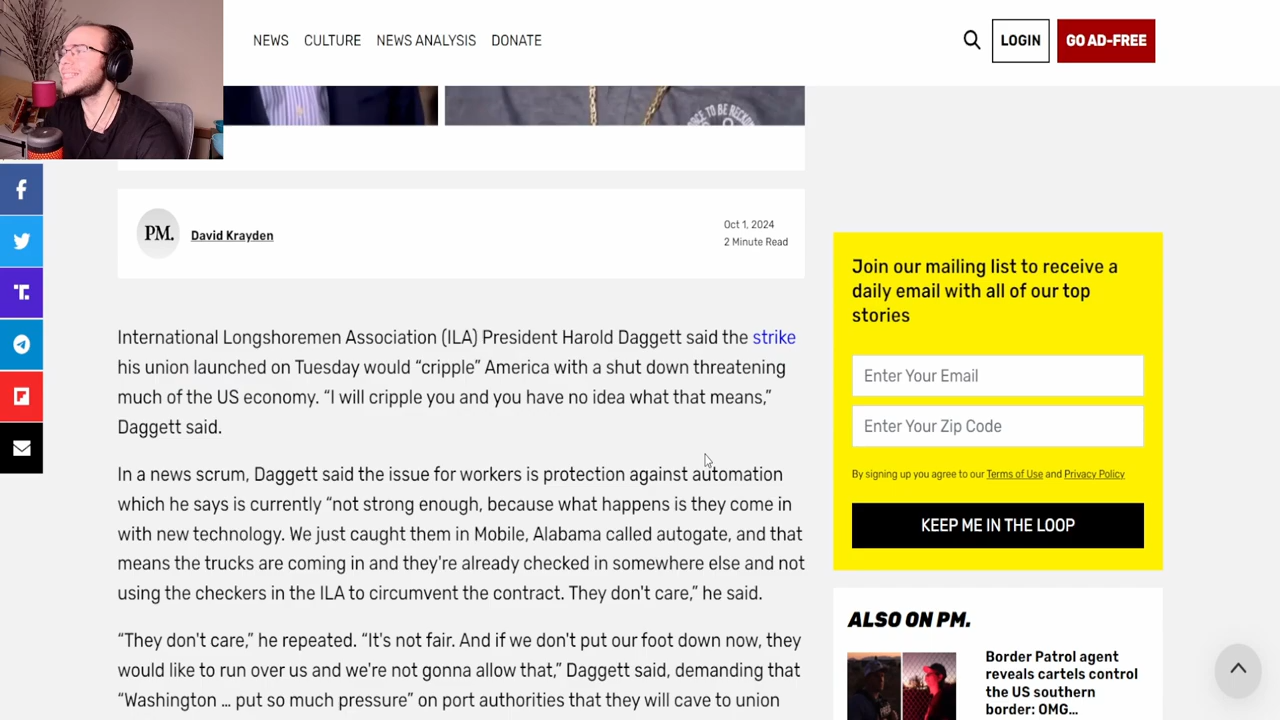 NEWS CULTURE NEWS ANALYSIS DONATE
LOGIN
GO AD-FREE
CE TO BE RECKO
PM.
David Krayden
Oct 1, 2024
2 Minute Read
International Longshoremen Association (ILA) President Harold Daggett said the strike
his union launched on Tuesday would “cripple” America with a shut down threatening
much of the US economy. “I will cripple you and you have no idea what that means,”
Daggett said.
In a news scrum, Daggett said the issue for workers is protection against automation
which he says is currently “not strong enough, because what happens is they come in
with new technology. We just caught them in Mobile, Alabama called autogate, and that
means the trucks are coming in and they're already checked in somewhere else and not
using the checkers in the ILA to circumvent the contract. They don't care,” he said.
“They don't care,” he repeated. “It's not fair. And if we don't put our foot down now, they
would like to run over us and we're not gonna allow that,” Daggett said, demanding that
“Washington … put so much pressure” on port authorities that they will cave to union
Join our mailing list to receive a
daily email with all of our top
stories
Enter Your Email
Enter Your Zip Code
By signing up you agree to our Terms of Use and Privacy Policy
KEEP ME IN THE LOOP
ALSO ON PM.
Border Patrol agent
reveals cartels control
the US southern
border: OMG...